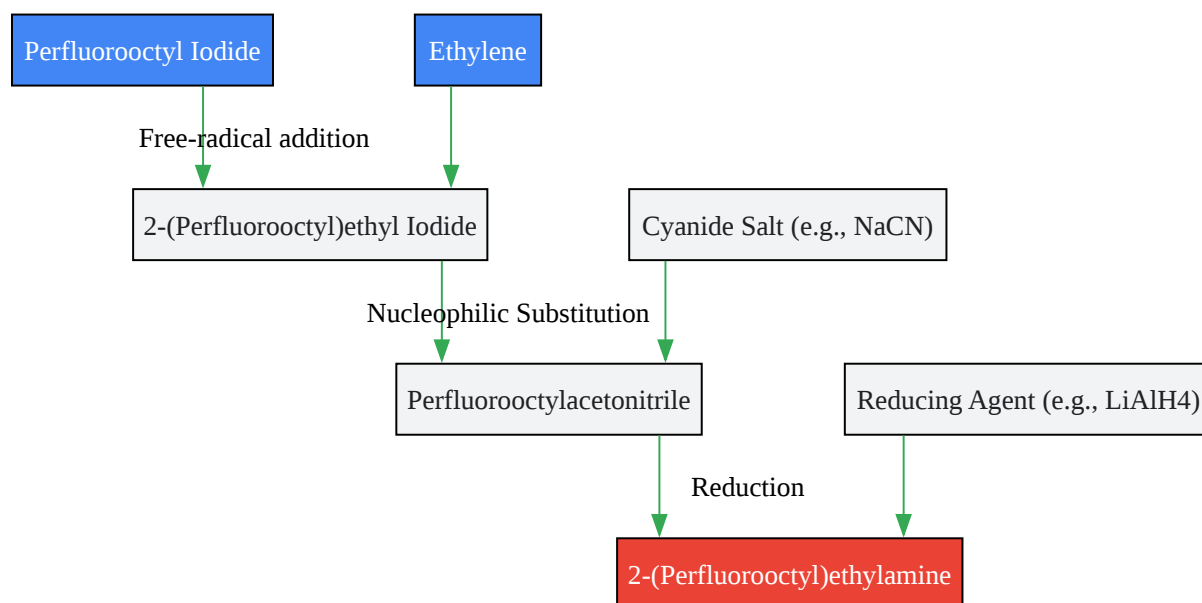 Perfluorooctyl Iodide
Ethylene
Free-radical addition
2-(Perfluorooctyl)ethyl Iodide
Cyanide Salt (e.g., NaCN)
Nucleophilic Substitution
Perfluorooctylacetonitrile
Reducing Agent (e.g., LiAlH4)
Reduction
2-(Perfluorooctyl)ethylamine